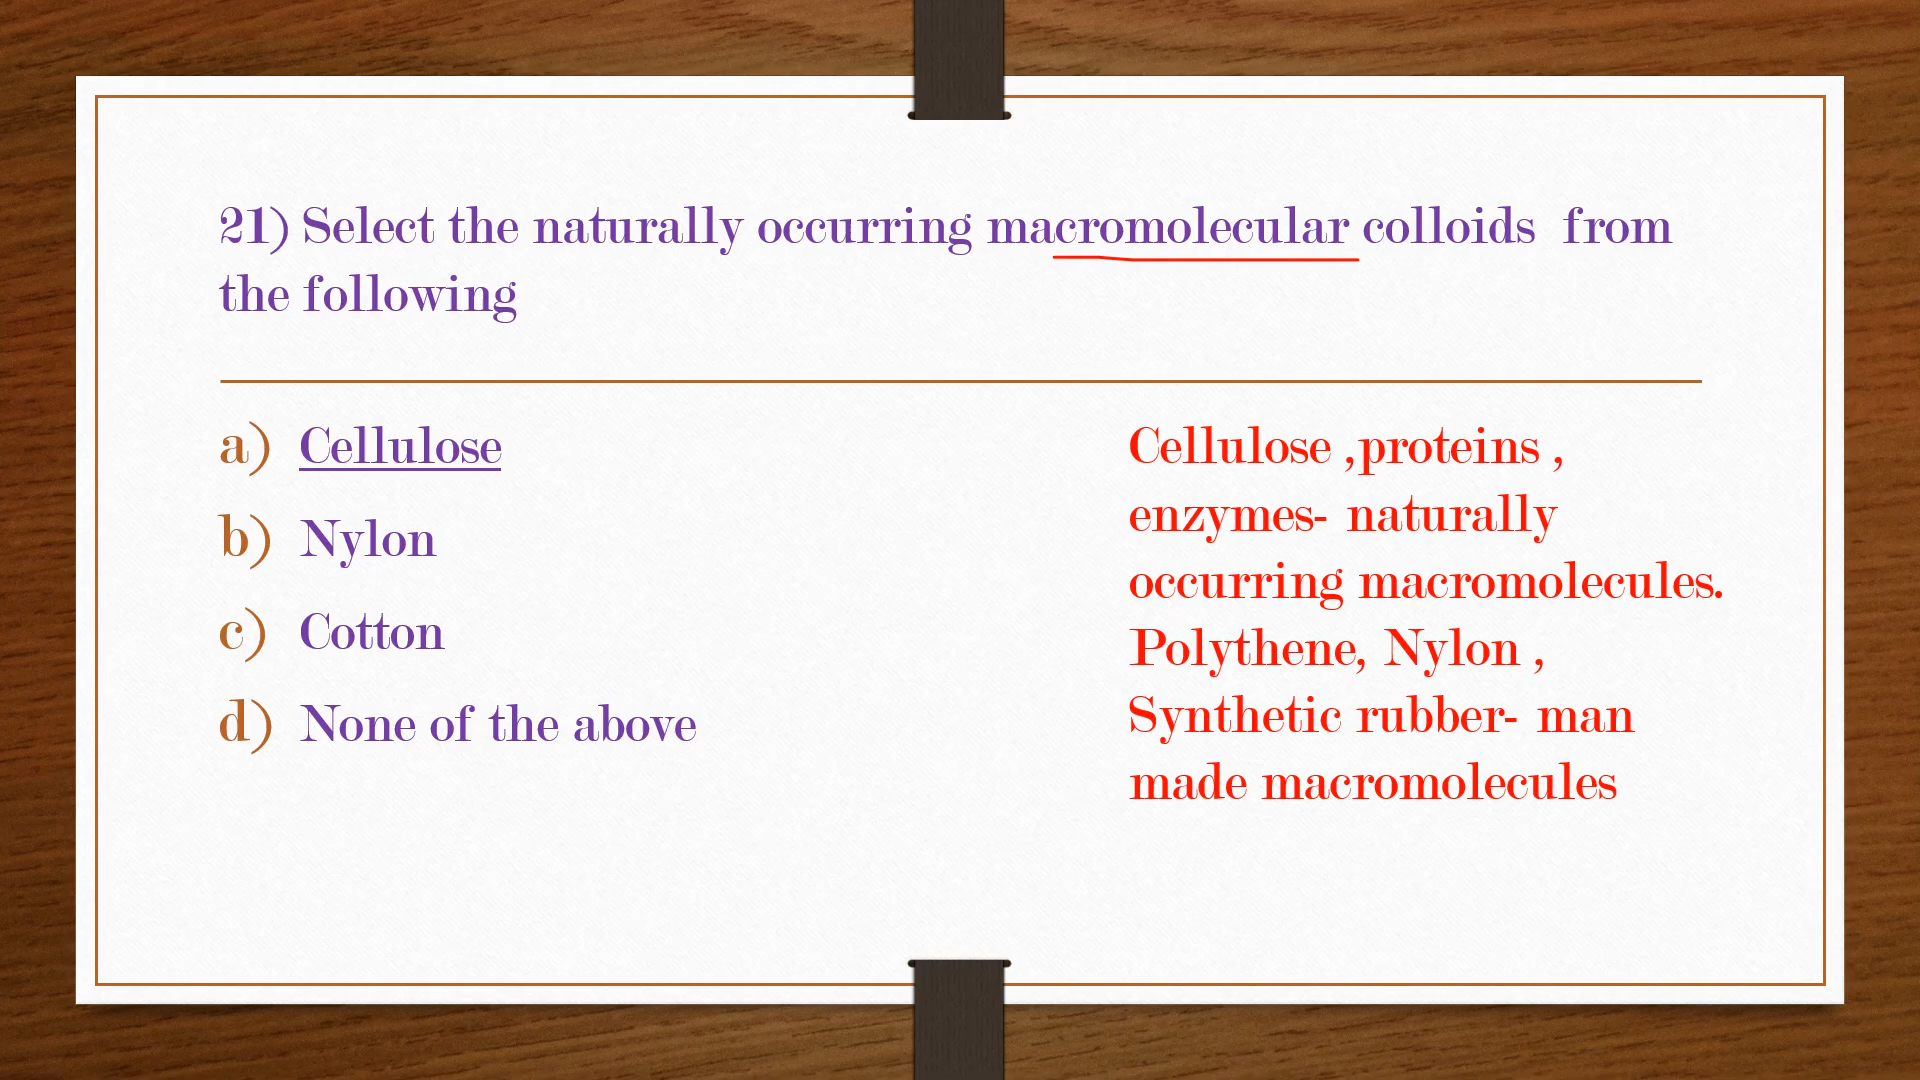 21) Select the naturally occurring macromolecular colloids from
the following
a) Cellulose
b) Nylon
c) Cotton
d) None of the above
Cellulose ,proteins ,
enzymes- naturally
occurring macromolecules.
Polythene, Nylon ,
Synthetic rubber- man
made macromolecules